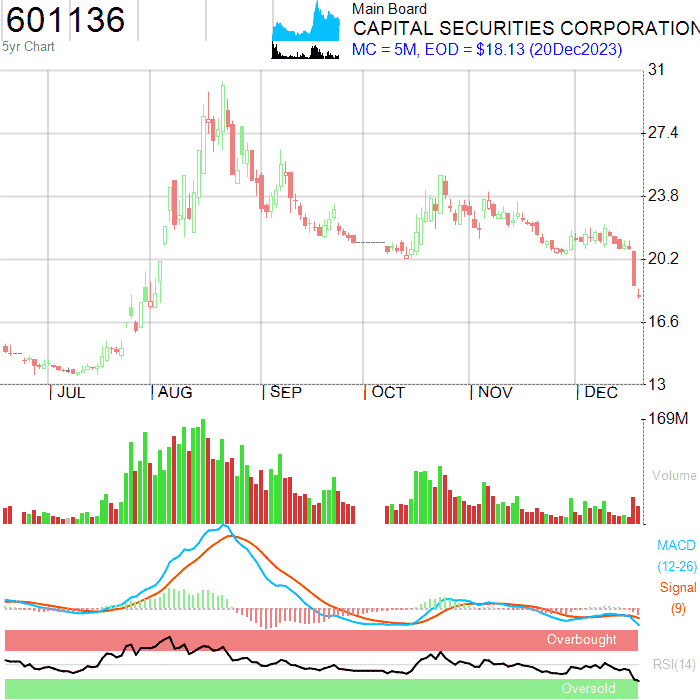 601136
5yr Chart
Main Board
CAPITAL SECURITIES CORPORATION
MC = 5M, EOD = $18.13 (20Dec2023)
31
27.4
23.8
20.2
16.6
13
JUL AUG SEP OCT NOV DEC
169M
Volume
MACD
(12-26)
Signal
(9)
Overbought
RSI(14)
Oversold